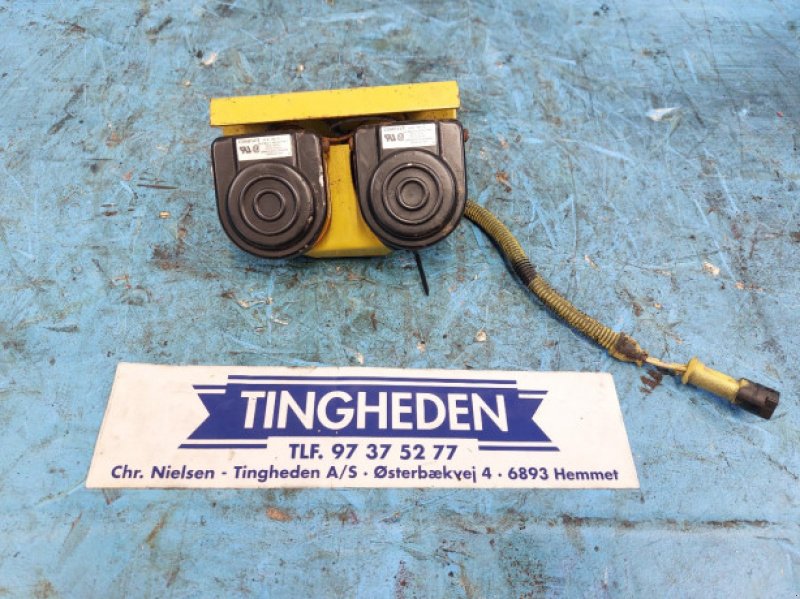 TINGHEDEN
TLF. 97 37 52 77
Chr. Nielsen - Tingheden A/S · Østerbækvej 4 · 6893 Hemmet